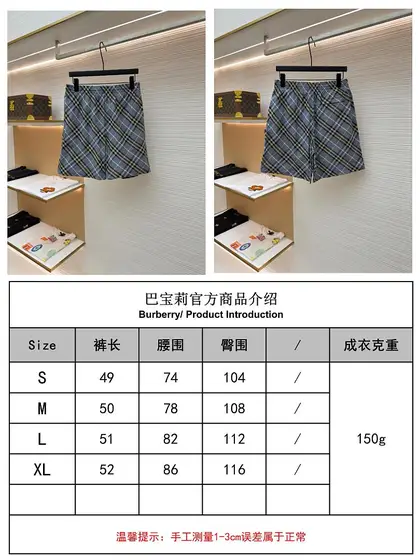 巴宝莉官方商品介绍
Burberry/ Product Introduction
Size 裤长 腰围 臀围 / 成衣克重
S 49 74 104 /
M 50 78 108 /
L 51 82 112 /
XL 52 86 116 /
150g
温馨提示：手工测量1-3cm误差属于正常